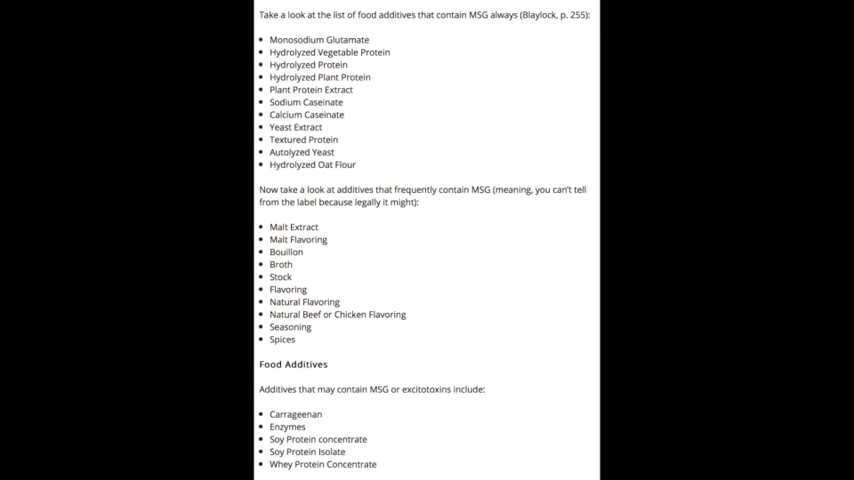 Take a look at the list of food additives that contain MSG always (Blaylock, p. 255):
• Monosodium Glutamate
• Hydrolyzed Vegetable Protein
• Hydrolyzed Protein
• Hydrolyzed Plant Protein
• Plant Protein Extract
• Sodium Caseinate
• Calcium Caseinate
• Yeast Extract
• Textured Protein
• Autolyzed Yeast
• Hydrolyzed Oat Flour
Now take a look at additives that frequently contain MSG (meaning, you can't tell
from the label because legally it might):
• Malt Extract
• Malt Flavoring
• Bouillon
• Broth
• Stock
• Flavoring
• Natural Flavoring
• Natural Beef or Chicken Flavoring
• Seasoning
• Spices
Food Additives
Additives that may contain MSG or excitotoxins include:
• Carrageenan
• Enzymes
• Soy Protein concentrate
• Soy Protein Isolate
• Whey Protein Concentrate